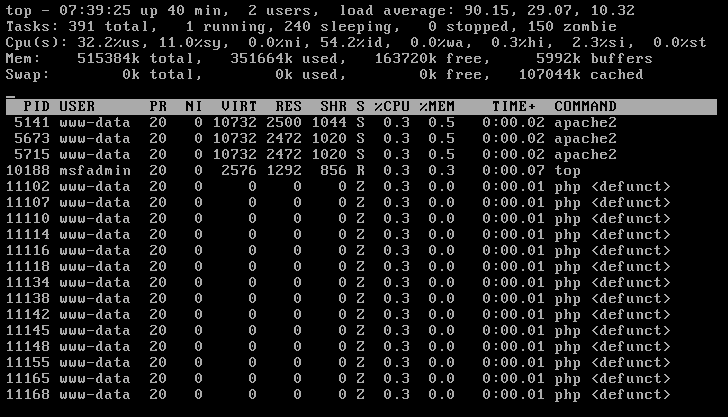 top - 07:39:25 up 40 min,  2 users,  load average: 90.15, 29.07, 10.32
Tasks: 391 total,   1 running, 240 sleeping,   0 stopped, 150 zombie
Cpu(s): 32.2%us, 11.0%sy,  0.0%ni, 54.2%id,  0.0%wa,  0.3%hi,  2.3%si,  0.0%st
Mem:    515384k total,   351664k used,   163720k free,     5992k buffers
Swap:        0k total,        0k used,        0k free,   107044k cached
  PID USER      PR  NI  VIRT  RES  SHR S %CPU %MEM    TIME+  COMMAND
 5141 www-data  20   0 10732 2500 1044 S  0.3  0.5   0:00.02 apache2
 5673 www-data  20   0 10732 2472 1020 S  0.3  0.5   0:00.02 apache2
 5715 www-data  20   0 10732 2472 1020 S  0.3  0.5   0:00.02 apache2
10188 msfadmin  20   0  2576 1292  856 R  0.3  0.3   0:00.07 top
11102 www-data  20   0     0    0    0 Z  0.3  0.0   0:00.01 php <defunct>
11107 www-data  20   0     0    0    0 Z  0.3  0.0   0:00.01 php <defunct>
11110 www-data  20   0     0    0    0 Z  0.3  0.0   0:00.01 php <defunct>
11114 www-data  20   0     0    0    0 Z  0.3  0.0   0:00.01 php <defunct>
11116 www-data  20   0     0    0    0 Z  0.3  0.0   0:00.01 php <defunct>
11118 www-data  20   0     0    0    0 Z  0.3  0.0   0:00.01 php <defunct>
11134 www-data  20   0     0    0    0 Z  0.3  0.0   0:00.01 php <defunct>
11138 www-data  20   0     0    0    0 Z  0.3  0.0   0:00.01 php <defunct>
11142 www-data  20   0     0    0    0 Z  0.3  0.0   0:00.01 php <defunct>
11145 www-data  20   0     0    0    0 Z  0.3  0.0   0:00.01 php <defunct>
11148 www-data  20   0     0    0    0 Z  0.3  0.0   0:00.01 php <defunct>
11155 www-data  20   0     0    0    0 Z  0.3  0.0   0:00.01 php <defunct>
11165 www-data  20   0     0    0    0 Z  0.3  0.0   0:00.01 php <defunct>
11168 www-data  20   0     0    0    0 Z  0.3  0.0   0:00.01 php <defunct>